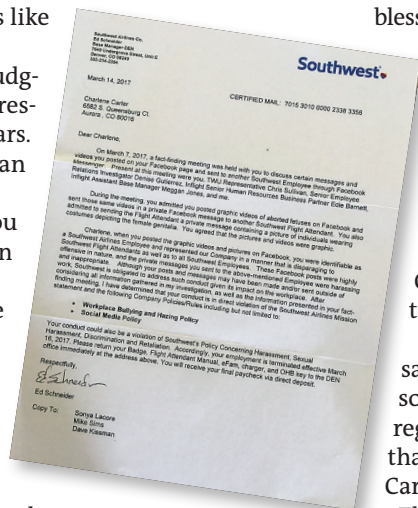 s like
udg-
res-
ars.
an
ou
n
e
bless
t
sa
so
reg
tha
Car
Southwest Airlines Co.
Ed Schneider
Base Manager DEN
Southwest
March 14, 2017
CERTIFIED MAIL: 7015 3010 0000 2338 3356
Charlene Carter
6582 S. Queensburg Ct.
Aurora, CO 80016
Dear Charlene,
On March 7, 2017, a fact-finding meeting was held with you to discuss certain messages and
videos you posted on your Facebook page and sent to another Southwest Employee through Facebook
Messenger. Present at this meeting were you, TWU Representative Chris Sullivan, Senior Employee
Relations Investigator Denise Gutierrez, Inflight Senior Human Resources Business Partner Edie Barnett,
Inflight Assistant Base Manager Meggan Jones, and me.
During the meeting, you admitted you posted graphic videos of aborted fetuses on Facebook and
sent those same videos in a private Facebook message to another Southwest Flight Attendant. You also
admitted to sending the Flight Attendant a private message containing a picture of individuals wearing
costumes depicting the female genitalia. You agreed that the pictures and videos were graphic.
Charlene, when you posted the graphic videos and pictures on Facebook, you were identifiable as
a Southwest Airlines Employee and represented our Company in a manner that is disparaging to
Southwest Flight Attendants as well as to all Southwest Employees. These Facebook posts were highly
offensive in nature, and the private messages you sent to the above-mentioned Employee were harassing
and inappropriate. Although your posts and messages may have been made and/or sent outside of
work, Southwest is obligated to address such conduct given its impact on the workplace. After
considering all information gathered in my investigation, as well as the information presented in your fact-
finding meeting, I have determined that your conduct is in direct violation of the Southwest Airlines Mission
statement and the following Company Policies/Rules including but not limited to:
• Workplace Bullying and Hazing Policy
• Social Media Policy
Your conduct could also be a violation of Southwest's Policy Concerning Harassment, Sexual
Harassment, Discrimination and Retaliation. Accordingly, your employment is terminated effective March
16, 2017. Please return your Badge, Flight Attendant Manual, eFam, charger, and OHB key to the DEN
office immediately at the address above. You will receive your final paycheck via direct deposit.
Respectfully,
Ed Schneider
Ed Schneider
Copy To: Sonya Lacore
Mike Sims
Dave Kissman